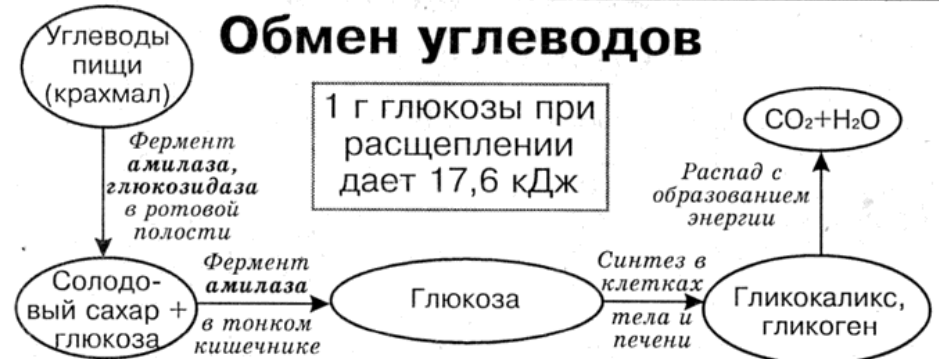 Обмен углеводов
Углеводы
пищи
(крахмал)
1 г глюкозы при
расщеплении
дает 17,6 кДж
CO₂+H₂O
Фермент
амилаза,
глюкозидаза
в ротовой
полости
Распад с
образованием
энергии
Солодо-
вый сахар +
глюкоза
Фермент
амилаза
в тонком
кишечнике
Глюкоза
Синтез в
клетках
тела и
печени
Гликокаликс,
гликоген